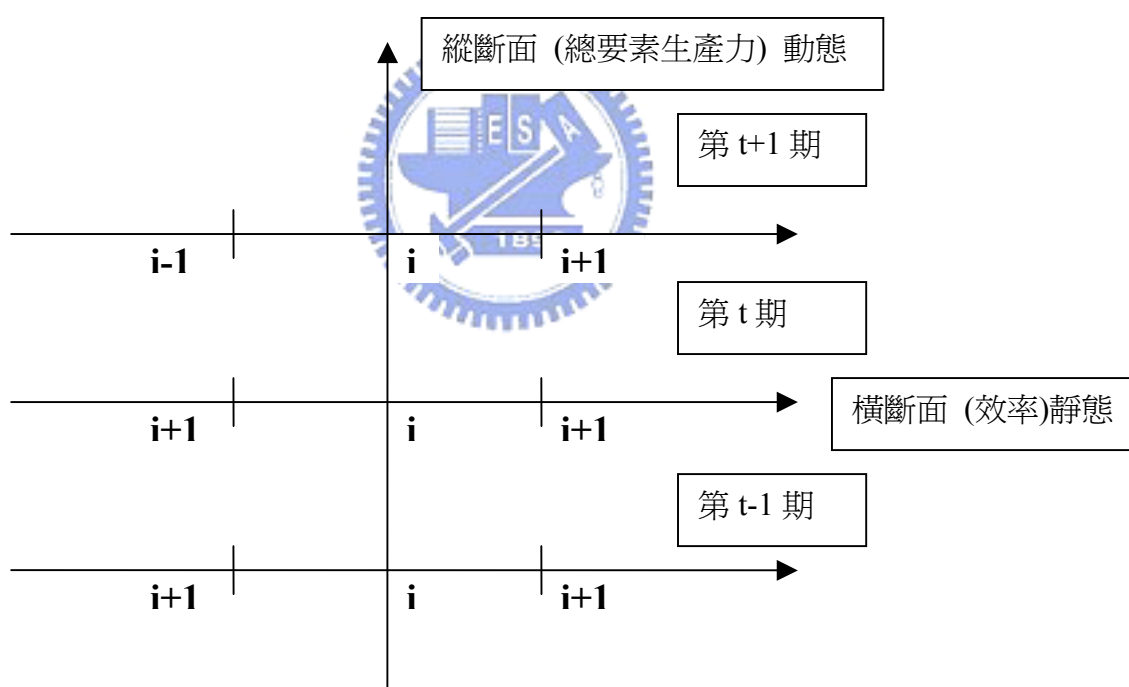 縱斷面 (總要素生產力) 動態
E S A
第 t+1 期
189
i-1 i i+1
第 t 期
i+1 i i+1
橫斷面 (效率)靜態
第 t-1 期
i+1 i i+1